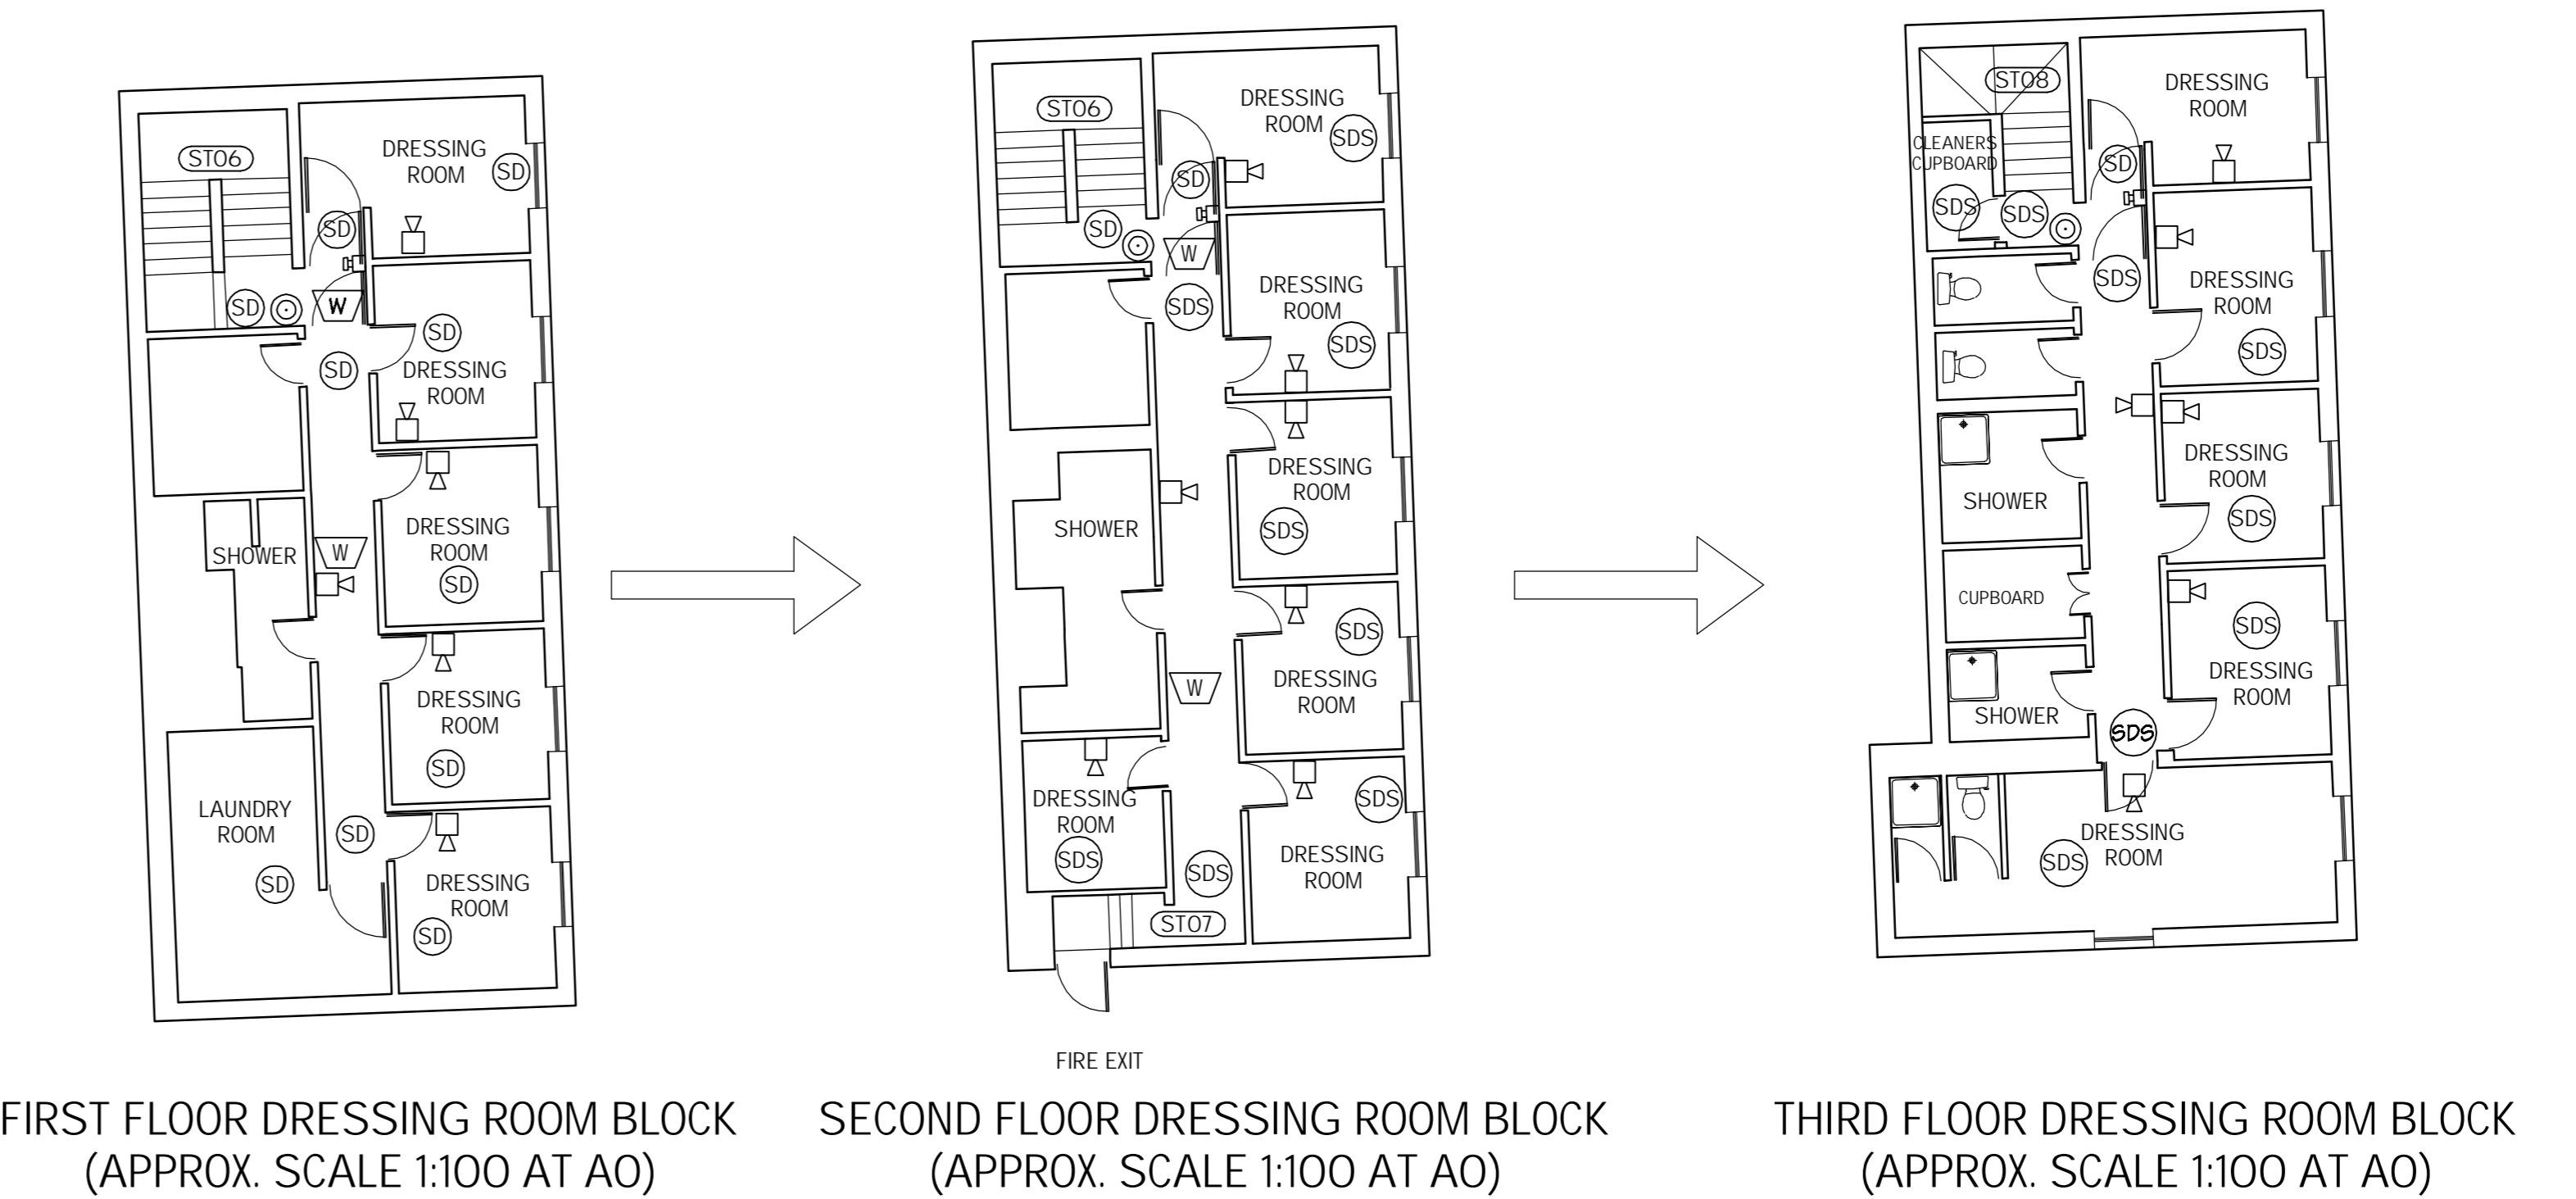 ST06
DRESSING
ROOM
SD
SD
SD
W
SD
SD
DRESSING
ROOM
DRESSING
ROOM
SD
SHOWER
W
DRESSING
ROOM
SD
LAUNDRY
ROOM
SD
SD
DRESSING
ROOM
SD
FIRST FLOOR DRESSING ROOM BLOCK
(APPROX. SCALE 1:100 AT A0)
ST06
DRESSING
ROOM
SDS
SD
SD
W
SDS
DRESSING
ROOM
SDS
DRESSING
ROOM
SDS
SHOWER
SDS
DRESSING
ROOM
W
DRESSING
ROOM
SDS
SDS
SDS
DRESSING
ROOM
ST07
FIRE EXIT
SECOND FLOOR DRESSING ROOM BLOCK
(APPROX. SCALE 1:100 AT A0)
ST08
DRESSING
ROOM
CLEANERS
CUPBOARD
SD
SDS
SDS
SDS
DRESSING
ROOM
SDS
DRESSING
ROOM
SDS
SHOWER
CUPBOARD
SDS
DRESSING
ROOM
SHOWER
SDS
DRESSING
ROOM
SDS
THIRD FLOOR DRESSING ROOM BLOCK
(APPROX. SCALE 1:100 AT A0)